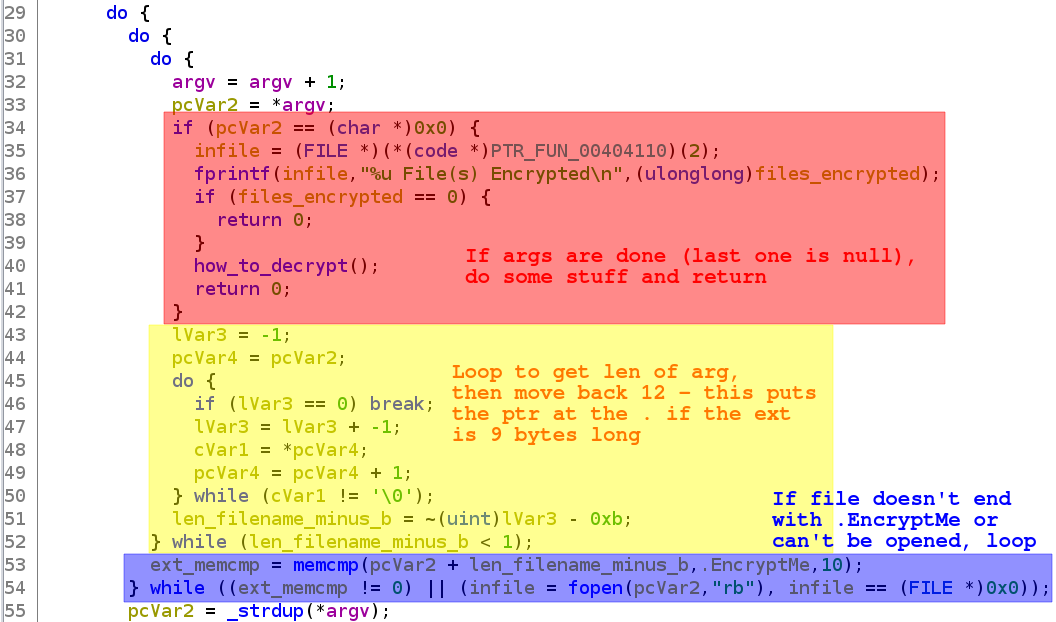 29 do {
30 do {
31 do {
32 argv = argv + 1;
33 pcVar2 = *argv;
34 if (pcVar2 == (char *)0x0) {
35 infile = (FILE *)(*(code *)PTR_FUN_00404110)(2);
36 fprintf(infile,"%u File(s) Encrypted\n",(ulonglong)files_encrypted);
37 if (files_encrypted == 0) {
38 return 0;
39 }
40 how_to_decrypt();
41 return 0;
42 }
If args are done (last one is null),
do some stuff and return
43 lVar3 = -1;
44 pcVar4 = pcVar2;
45 do {
46 if (lVar3 == 0) break;
47 lVar3 = lVar3 + -1;
48 cVar1 = *pcVar4;
49 pcVar4 = pcVar4 + 1;
50 } while (cVar1 != '\0');
51 len_filename_minus_b = ~(uint)lVar3 - 0xb;
52 } while (len_filename_minus_b < 1);
Loop to get len of arg,
then move back 12 – this puts
the ptr at the . if the ext
is 9 bytes long
If file doesn't end
with .EncryptMe or
can't be opened, loop
53 ext_memcmp = memcmp(pcVar2 + len_filename_minus_b,.EncryptMe,10);
54 } while ((ext_memcmp != 0) || (infile = fopen(pcVar2,"rb"), infile == (FILE *)0x0));
55 pcVar2 = _strdup(*argv);